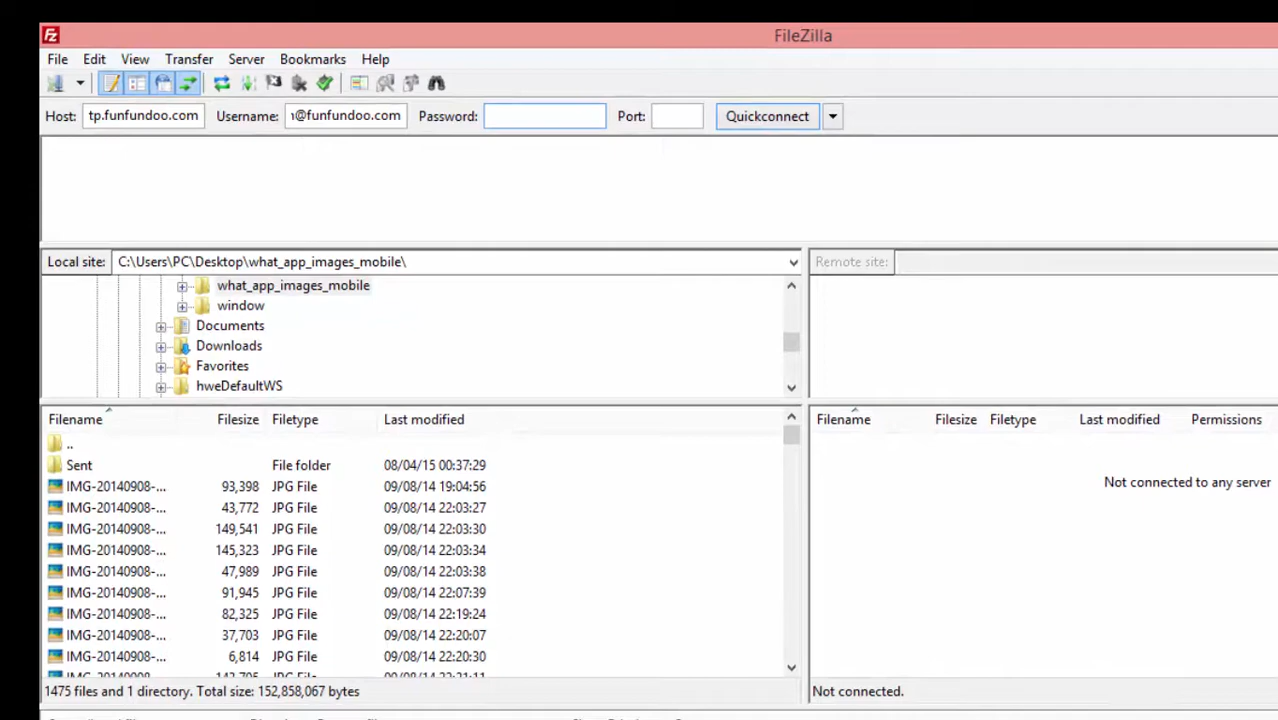 FileZilla
File Edit View Transfer Server Bookmarks Help
Host: tp.funfundoo.com Username: @funfundoo.com Password: Port: Quickconnect
Local site: C:\Users\PC\Desktop\what_app_images_mobile\ Remote site:
what_app_images_mobile
window
Documents
Downloads
Favorites
hweDefaultWS
Filename Filesize Filetype Last modified Filename Filesize Filetype Last modified Permissions
..
Sent File folder 08/04/15 00:37:29
IMG-20140908-... 93,398 JPG File 09/08/14 19:04:56 Not connected to any server
IMG-20140908-... 43,772 JPG File 09/08/14 22:03:27
IMG-20140908-... 149,541 JPG File 09/08/14 22:03:30
IMG-20140908-... 145,323 JPG File 09/08/14 22:03:34
IMG-20140908-... 47,989 JPG File 09/08/14 22:03:38
IMG-20140908-... 91,945 JPG File 09/08/14 22:07:39
IMG-20140908-... 82,325 JPG File 09/08/14 22:19:24
IMG-20140908-... 37,703 JPG File 09/08/14 22:20:07
IMG-20140908-... 6,814 JPG File 09/08/14 22:20:30
1475 files and 1 directory. Total size: 152,858,067 bytes Not connected.